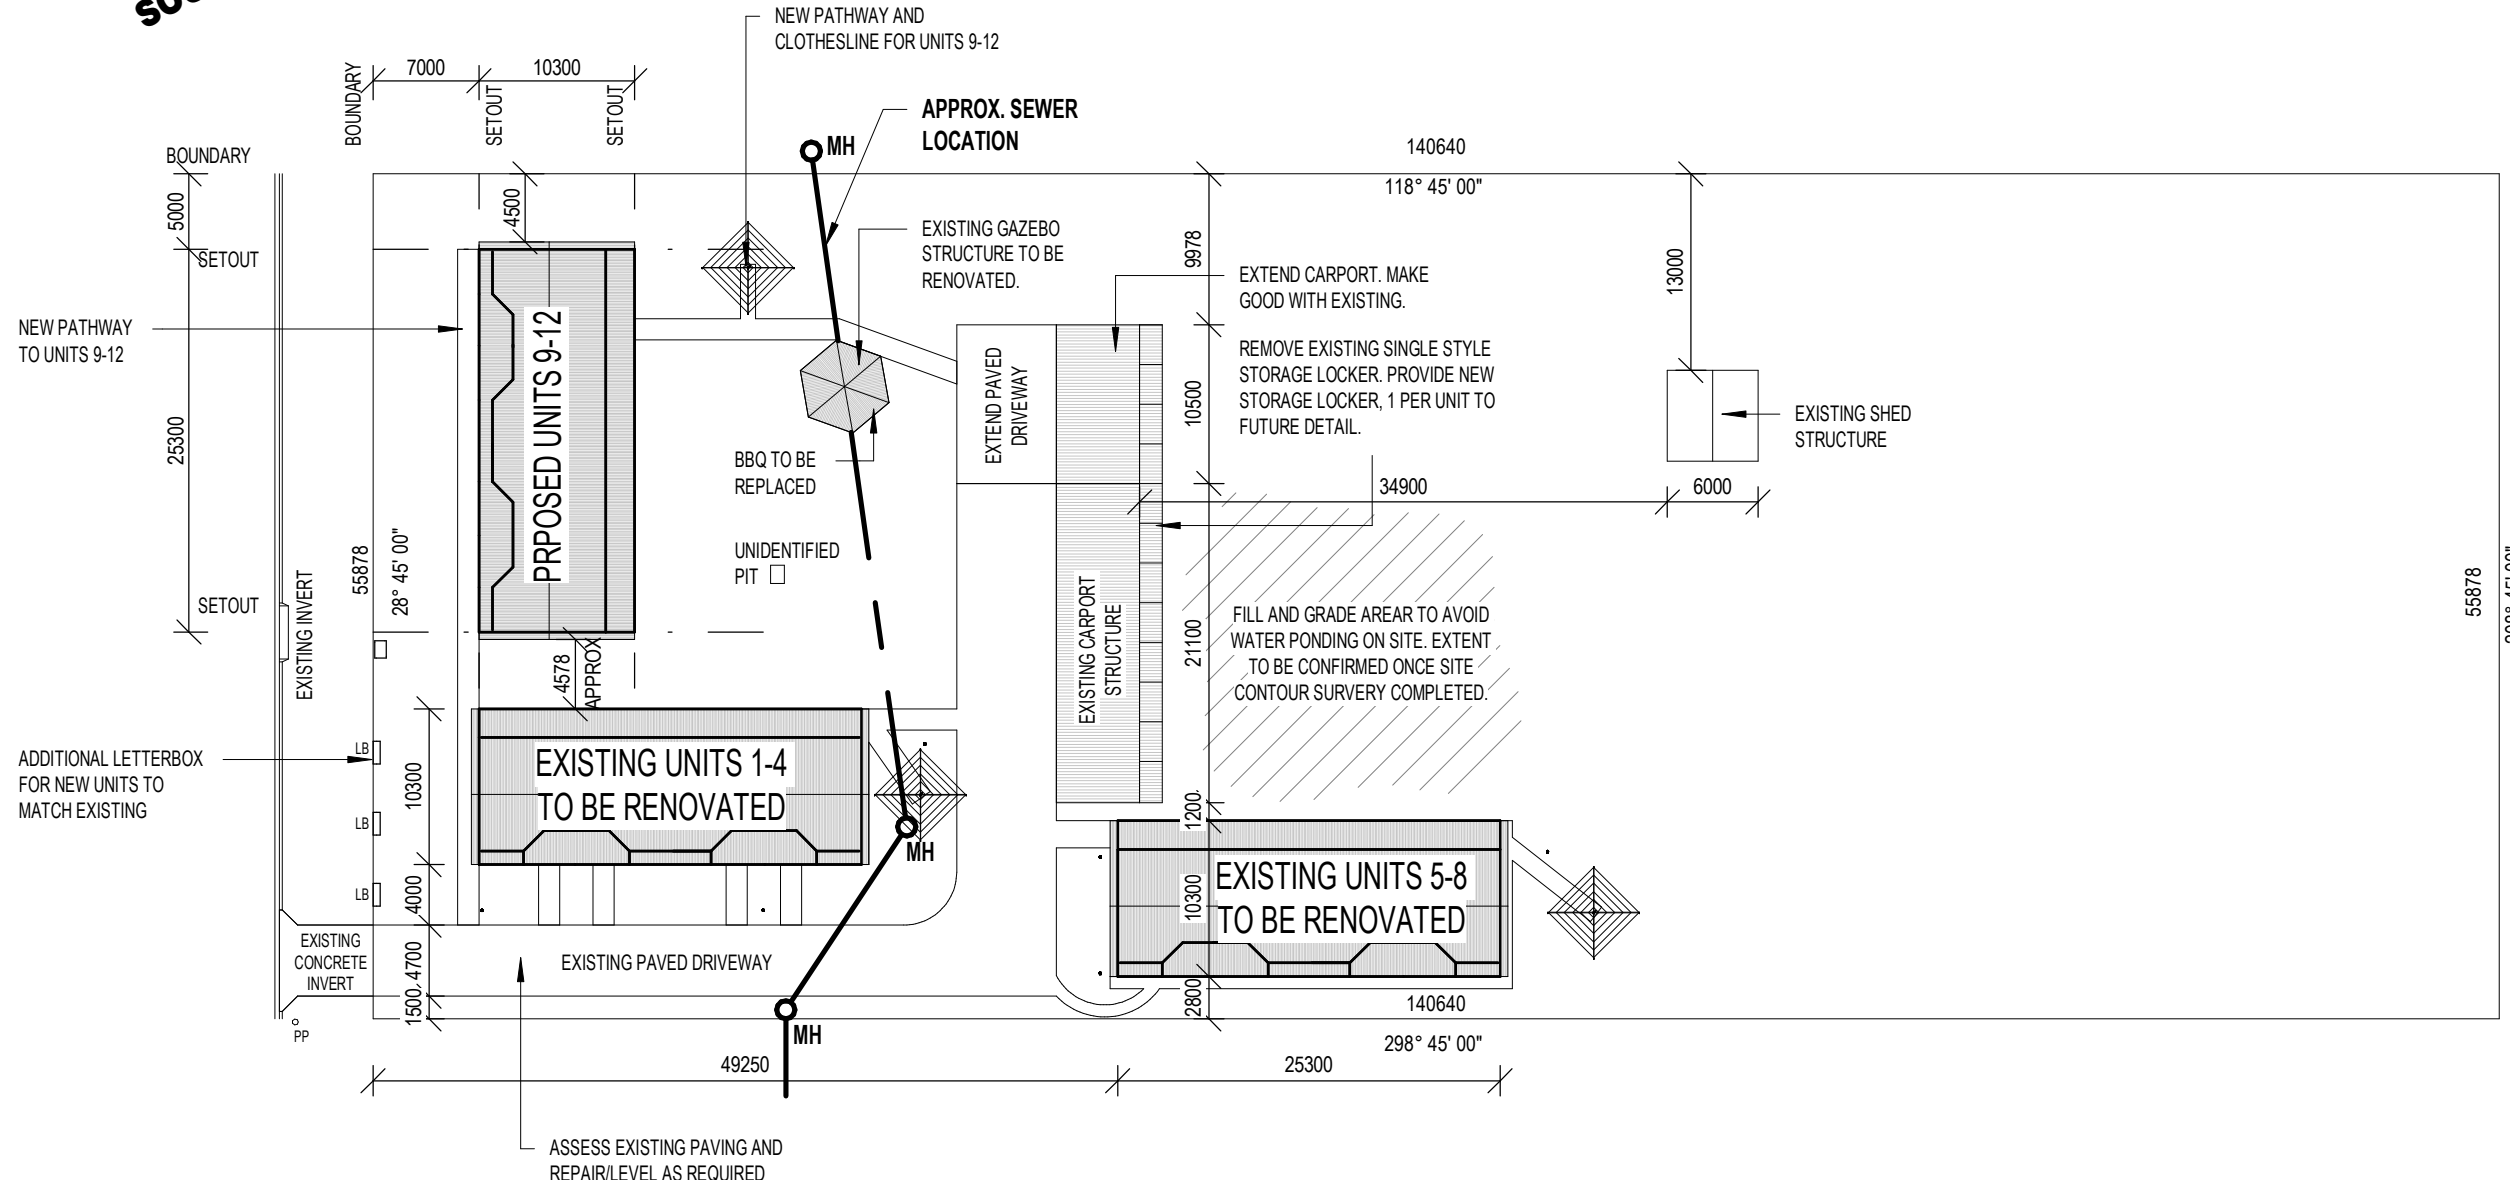 NEW PATHWAY AND
CLOTHESLINE FOR UNITS 9-12
BOUNDARY
7000
10300
SETOUT
SETOUT
APPROX. SEWER
LOCATION
MH
140640
118° 45' 00"
BOUNDARY
5000
4500
SETOUT
EXISTING GAZEBO
STRUCTURE TO BE
RENOVATED.
9978
13000
EXTEND CARPORT. MAKE
GOOD WITH EXISTING.
NEW PATHWAY
TO UNITS 9-12
PRPOSED UNITS 9-12
EXTEND PAVED
DRIVEWAY
10500
REMOVE EXISTING SINGLE STYLE
STORAGE LOCKER. PROVIDE NEW
STORAGE LOCKER, 1 PER UNIT TO
FUTURE DETAIL.
EXISTING SHED
STRUCTURE
25300
BBQ TO BE
REPLACED
34900
6000
UNIDENTIFIED
PIT
55878
28° 45' 00"
SETOUT
EXISTING INVERT
EXISTING CARPORT
STRUCTURE
21100
FILL AND GRADE AREAR TO AVOID
WATER PONDING ON SITE. EXTENT
TO BE CONFIRMED ONCE SITE
CONTOUR SURVERY COMPLETED.
55878
4578
APPROX
ADDITIONAL LETTERBOX
FOR NEW UNITS TO
MATCH EXISTING
LB
LB
LB
10300
EXISTING UNITS 1-4
TO BE RENOVATED
MH
1200
10300
EXISTING UNITS 5-8
TO BE RENOVATED
4000
EXISTING
CONCRETE
INVERT
4700
1500
EXISTING PAVED DRIVEWAY
2800
140640
298° 45' 00"
PP
MH
49250
25300
ASSESS EXISTING PAVING AND
REPAIR/LEVEL AS REQUIRED